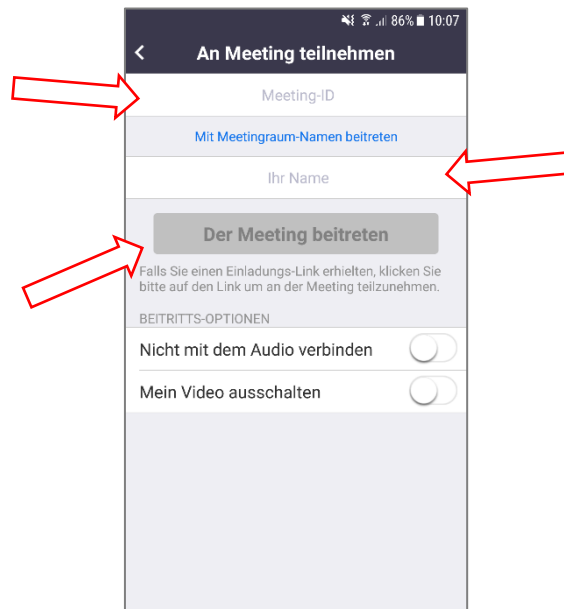 86% 10:07
An Meeting teilnehmen
Meeting-ID
Mit Meetingraum-Namen beitreten
Ihr Name
Der Meeting beitreten
Falls Sie einen Einladungs-Link erhielten, klicken Sie
bitte auf den Link um an der Meeting teilzunehmen.
BEITRITTS-OPTIONEN
Nicht mit dem Audio verbinden
Mein Video ausschalten